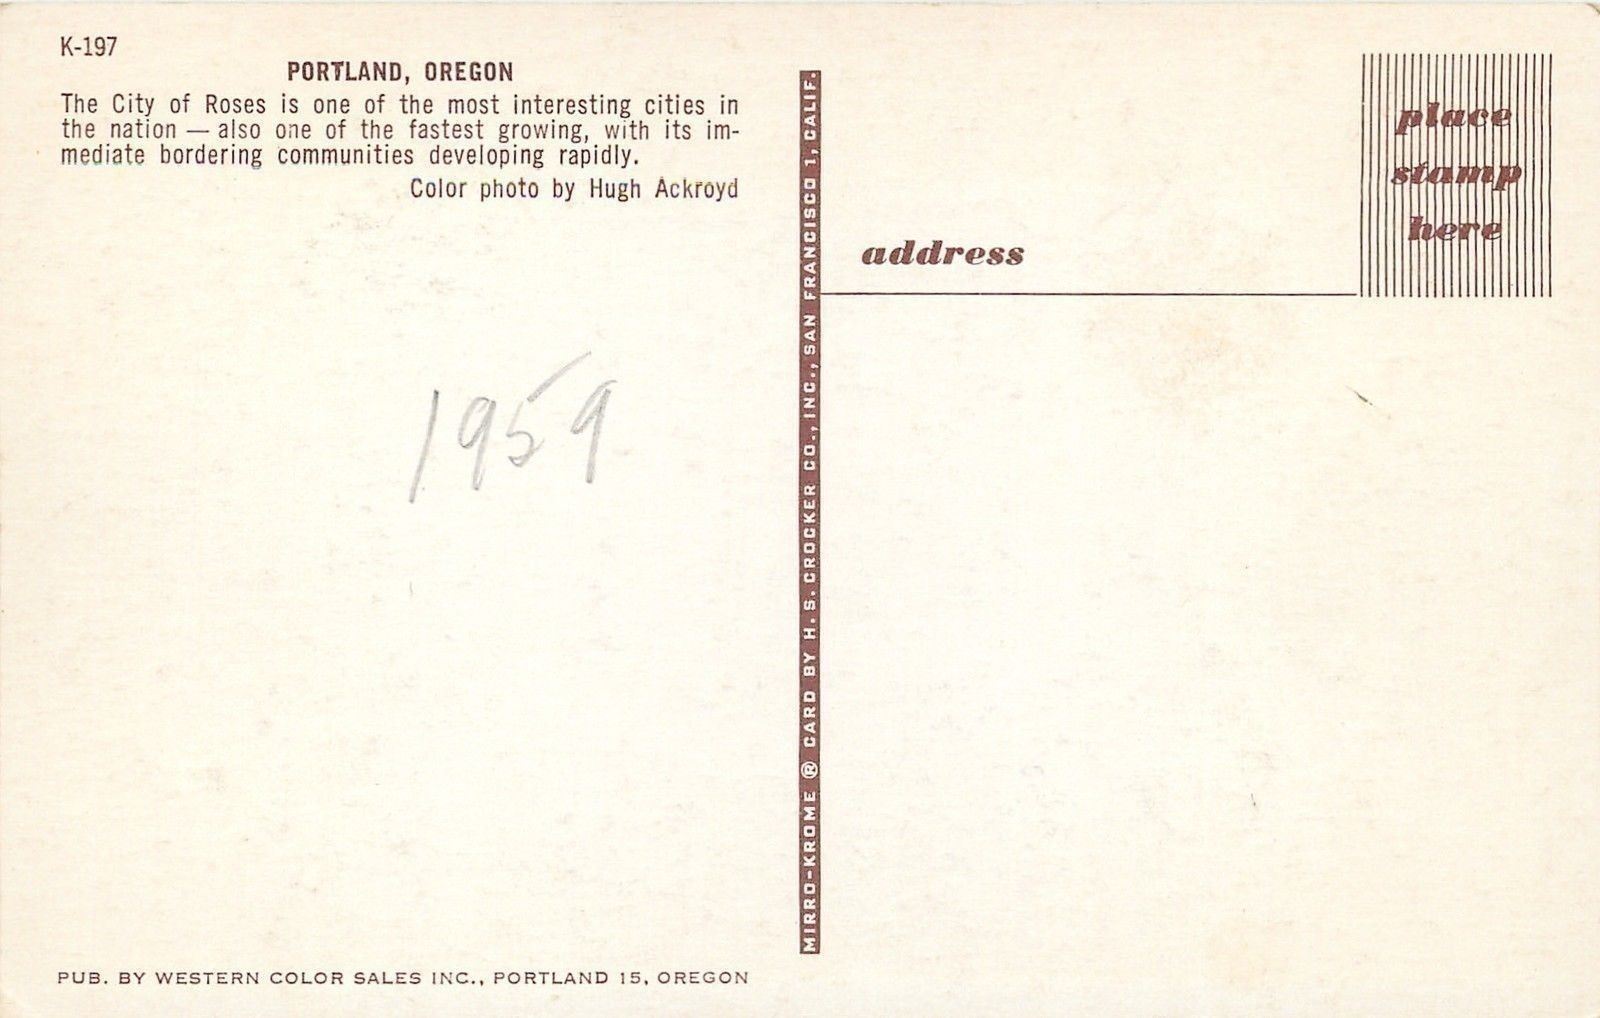 K-197
PORTLAND, OREGON
The City of Roses is one of the most interesting cities in
the nation — also one of the fastest growing, with its im-
mediate bordering communities developing rapidly.
Color photo by Hugh Ackroyd
1959
PUB. BY WESTERN COLOR SALES INC., PORTLAND 15, OREGON
MIRRO-KROME ® CARD BY H. S. CROCKER CO., INC., SAN FRANCISCO 1, CALIF.
place
stamp
here
address